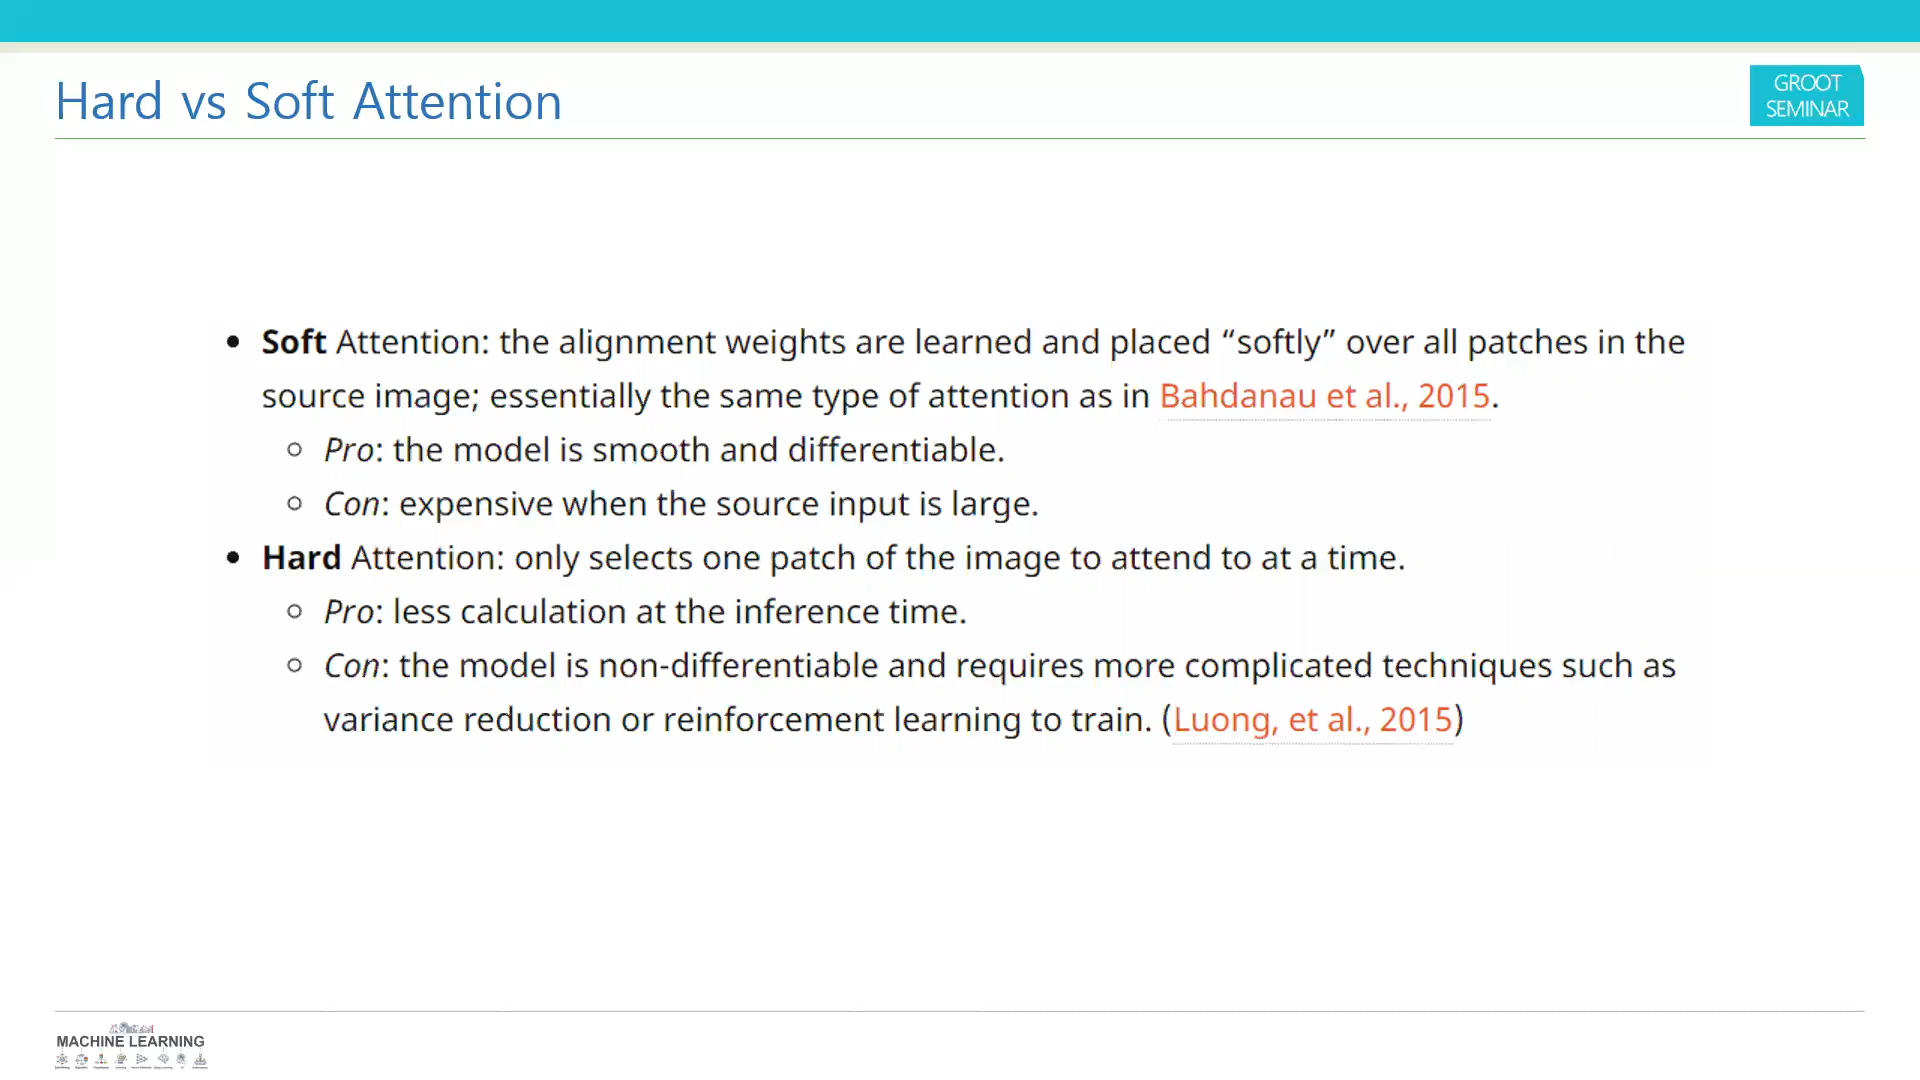 Hard vs Soft Attention
GROOT
SEMINAR
• Soft Attention: the alignment weights are learned and placed “softly” over all patches in the
source image; essentially the same type of attention as in Bahdanau et al., 2015.
○ Pro: the model is smooth and differentiable.
○ Con: expensive when the source input is large.
• Hard Attention: only selects one patch of the image to attend to at a time.
○ Pro: less calculation at the inference time.
○ Con: the model is non-differentiable and requires more complicated techniques such as
variance reduction or reinforcement learning to train. (Luong, et al., 2015)
MACHINE LEARNING